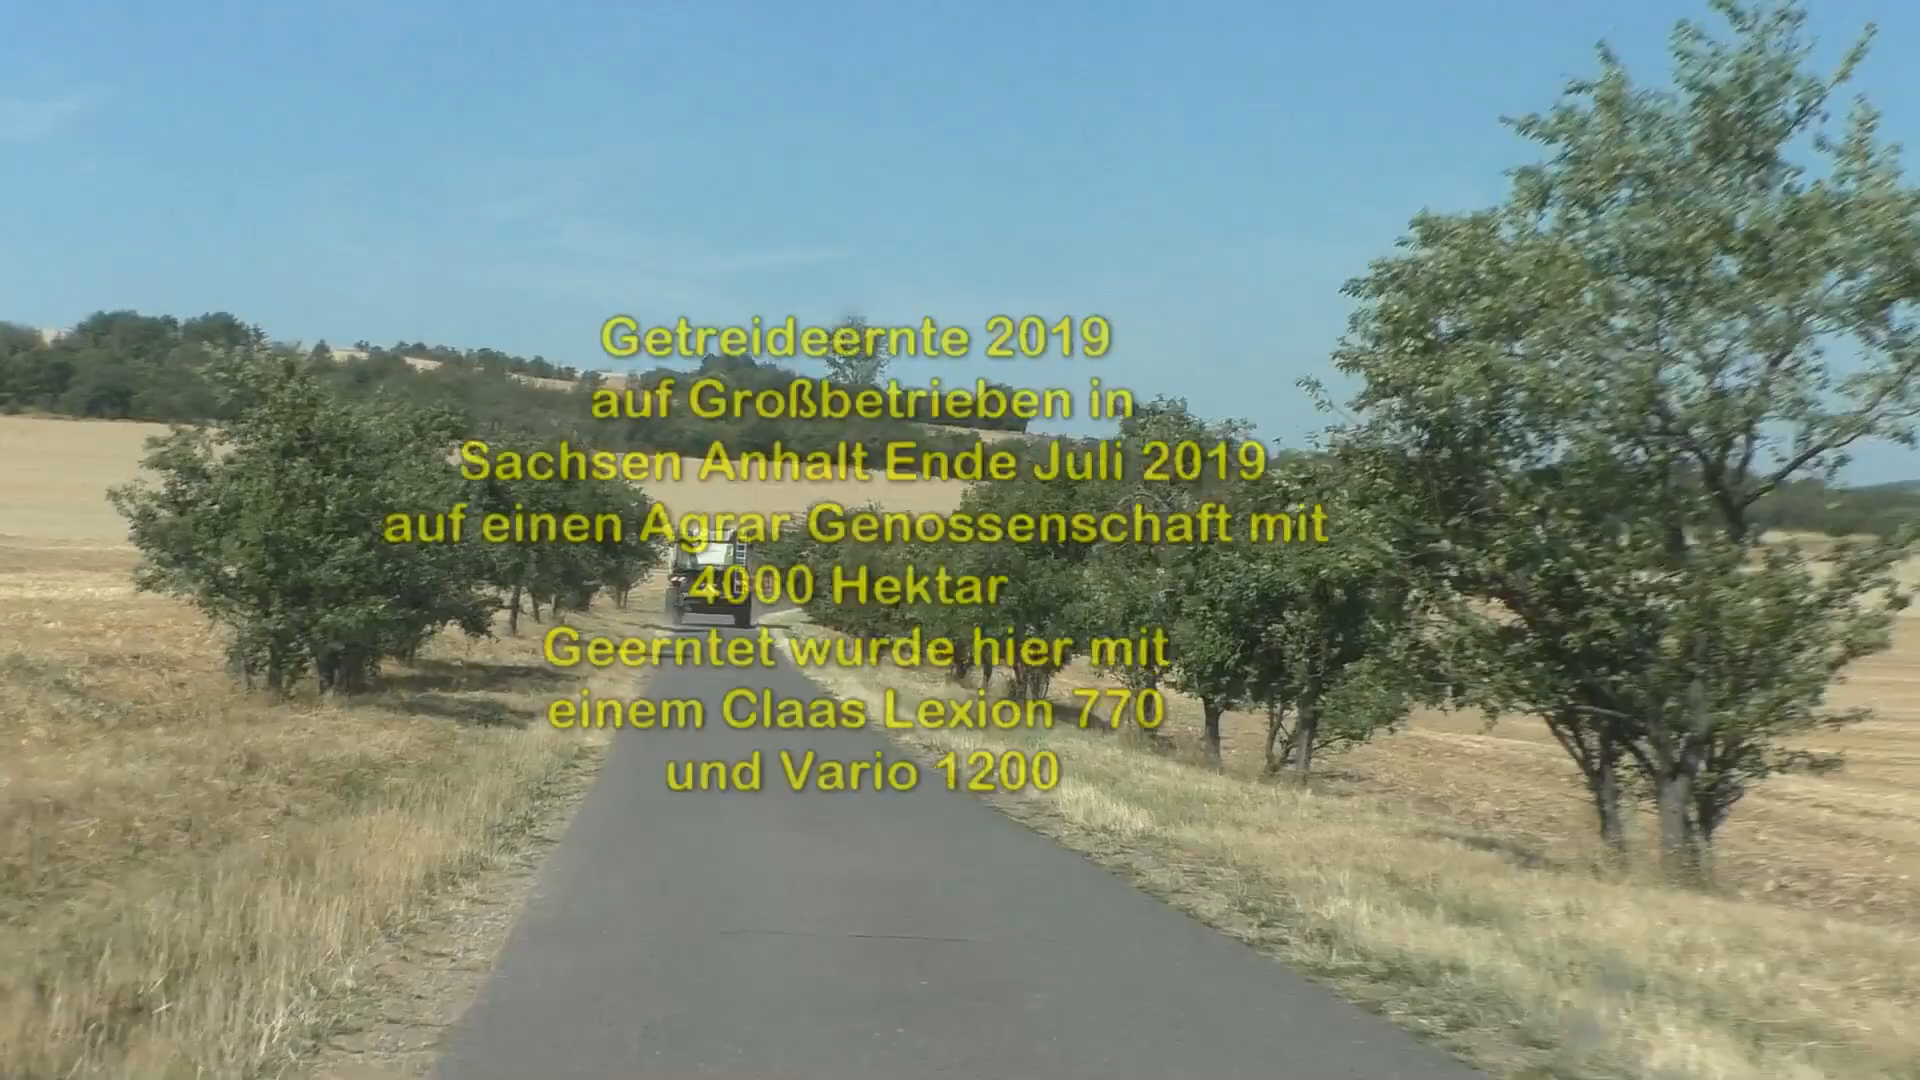 Getreideernte 2019
auf Großbetrieben in
Sachsen Anhalt Ende Juli 2019
auf einen Agrar Genossenschaft mit
4000 Hektar
Geerntet wurde hier mit
einem Claas Lexion 770
und Vario 1200